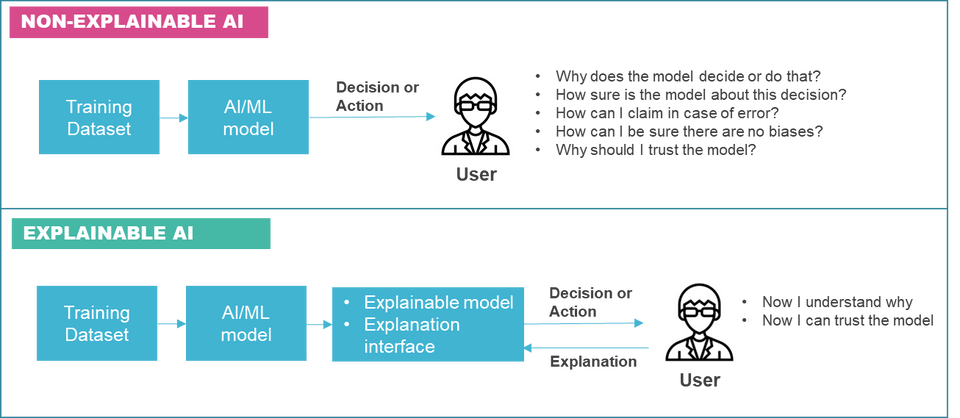 NON-EXPLAINABLE AI
Training
Dataset
AI/ML
model
Decision or
Action
User
• Why does the model decide or do that?
• How sure is the model about this decision?
• How can I claim in case of error?
• How can I be sure there are no biases?
• Why should I trust the model?
EXPLAINABLE AI
Training
Dataset
AI/ML
model
• Explainable model
• Explanation
interface
Decision or
Action
Explanation
User
• Now I understand why
• Now I can trust the model